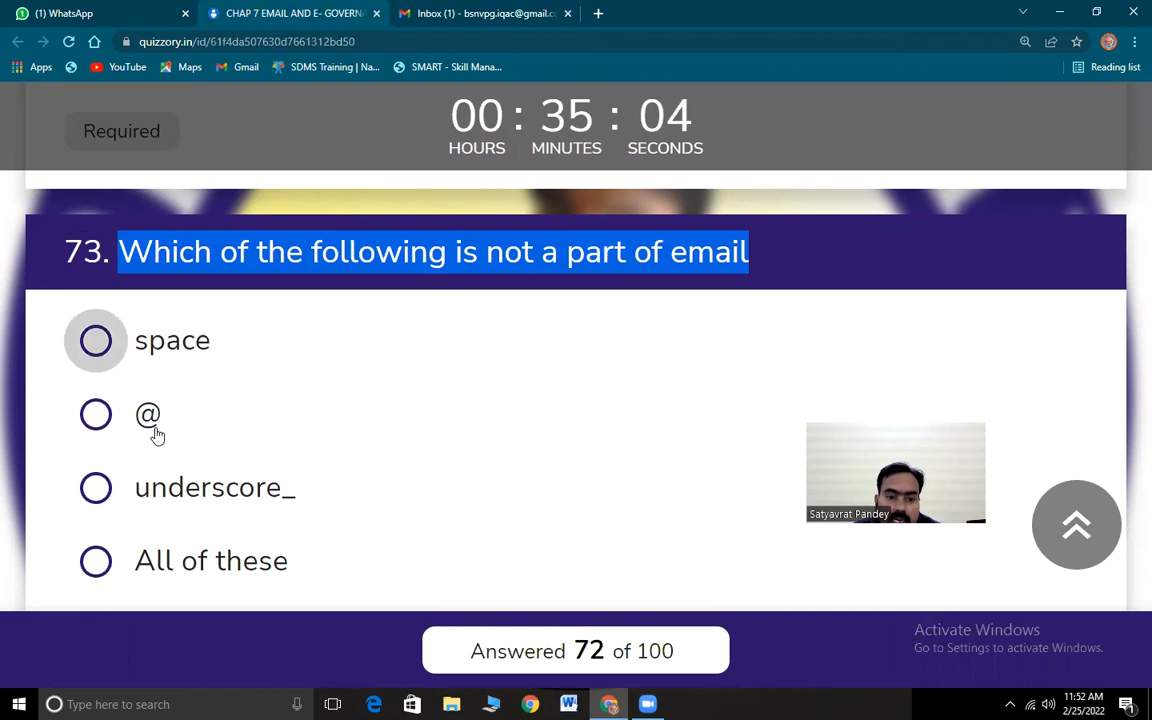 (1) WhatsApp
CHAP 7 EMAIL AND E- GOVERNA
Inbox (1) - bsnvpg.iqac@gmail.co
quizzory.in/id/61f4da507630d7661312bd50
Apps
YouTube
Maps
Gmail
SDMS Training | Na...
SMART - Skill Mana...
Reading list
Required
00 : 35 : 04
HOURS MINUTES SECONDS
73. Which of the following is not a part of email
space
@
underscore_
All of these
Satyavrat Pandey
Answered 72 of 100
Activate Windows
Go to Settings to activate Windows.
Type here to search
11:52 AM
2/25/2022
1